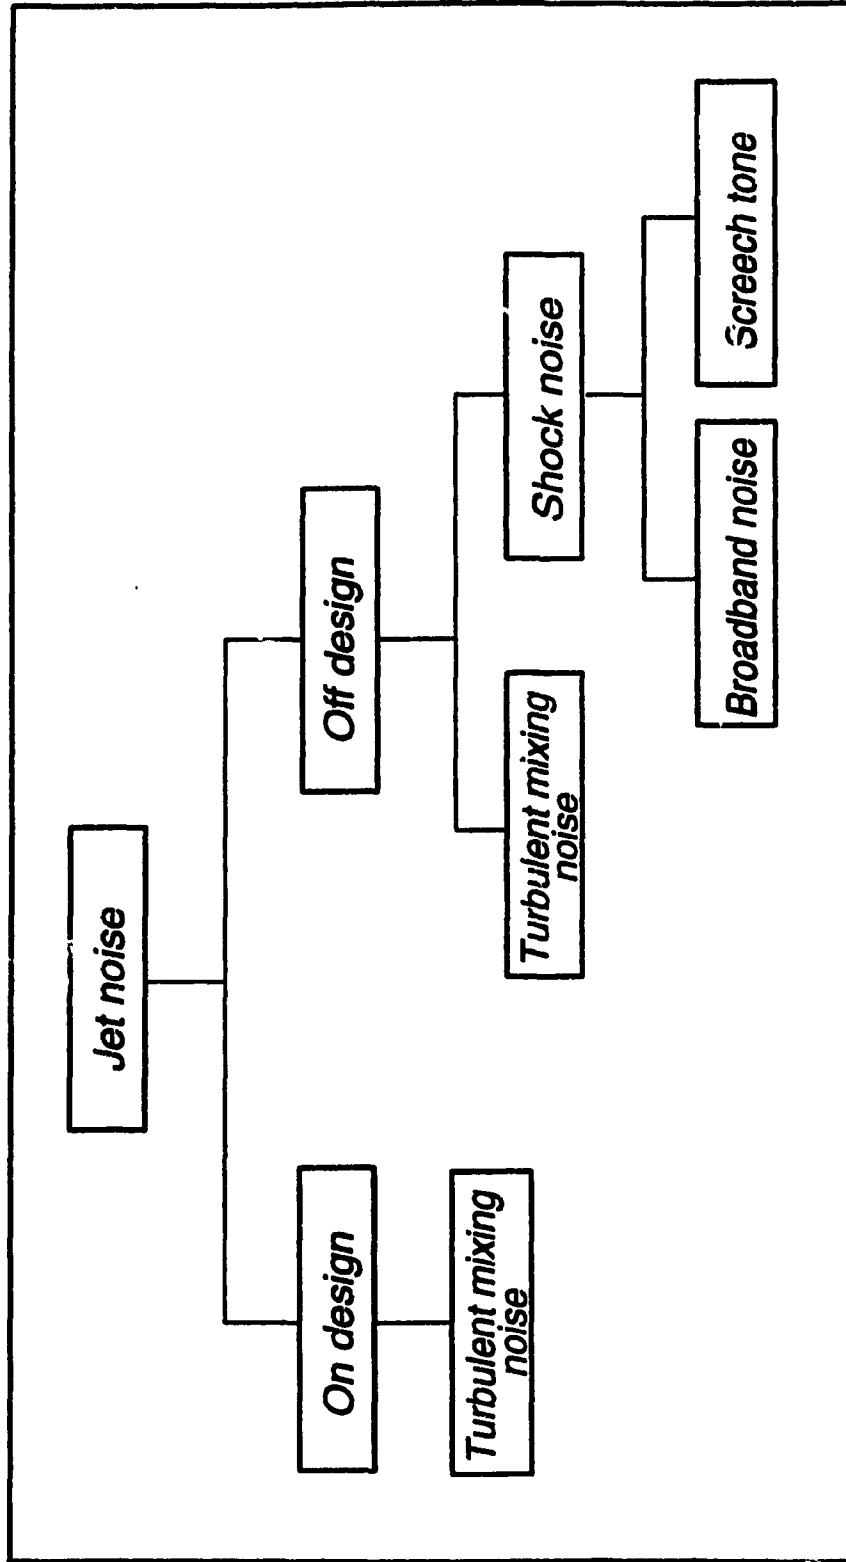 Jet noise
On design
Off design
Turbulent mixing
noise
Turbulent mixing
noise
Shock noise
Broadband noise
Screech tone